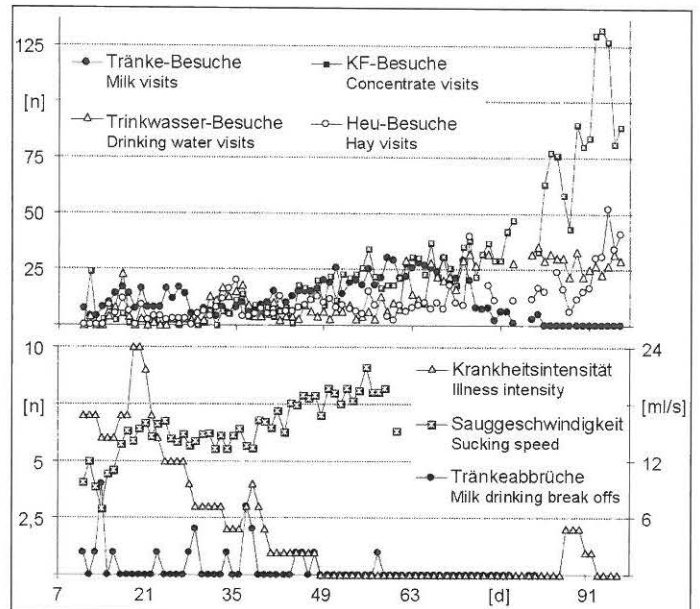 125
[n]
75
50
25
Tränke-Besuche
Milk visits
KF-Besuche
Concentrate visits
Trinkwasser-Besuche
Drinking water visits
Heu-Besuche
Hay visits
10
[n]
5
2,5
24
[ml/s]
12
6
Krankheitsintensität
Illness intensity
Sauggeschwindigkeit
Sucking speed
Tränkeabbrüche
Milk drinking break offs
7 21 35 49 63 [d] 91